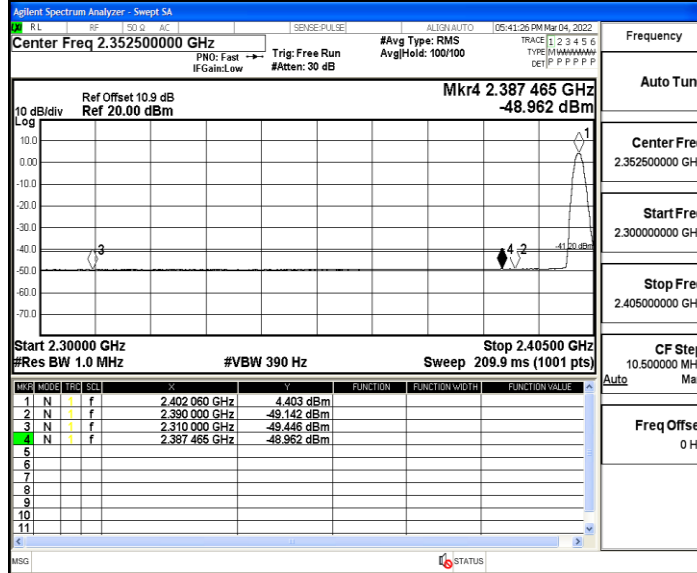 Agilent Spectrum Analyzer - Swept SA
RL RF 50 Ω AC SENSE:PULSE ALIGN AUTO 05:41:26 PM Mar 04, 2022
Center Freq 2.352500000 GHz
PNO: Fast
IFGain:Low
Trig: Free Run
#Atten: 30 dB
#Avg Type: RMS
Avg|Hold: 100/100
TRACE 1 2 3 4 5 6
TYPE M
DET P P P P P P
Ref Offset 10.9 dB
Ref 20.00 dBm
10 dB/div
Log
Mkr4 2.387 465 GHz
-48.962 dBm
10.0
0.00
-10.0
-20.0
-30.0
-40.0
-50.0
-60.0
-70.0
1
3
4 2
-41.20 dBm
Start 2.30000 GHz Stop 2.40500 GHz
#Res BW 1.0 MHz #VBW 390 Hz Sweep 209.9 ms (1001 pts)
MKR MODE TRC SCL X Y FUNCTION FUNCTION WIDTH FUNCTION VALUE
1 N 1 f 2.402 060 GHz 4.403 dBm
2 N 1 f 2.390 000 GHz -49.142 dBm
3 N 1 f 2.310 000 GHz -49.446 dBm
4 N 1 f 2.387 465 GHz -48.962 dBm
5
6
7
8
9
10
11
MSG STATUS
Frequency
Auto Tun
Center Fre
2.352500000 GH
Start Fre
2.300000000 GH
Stop Fre
2.405000000 GH
CF Ste
10.500000 MH
Auto Ma
Freq Offse
0 H